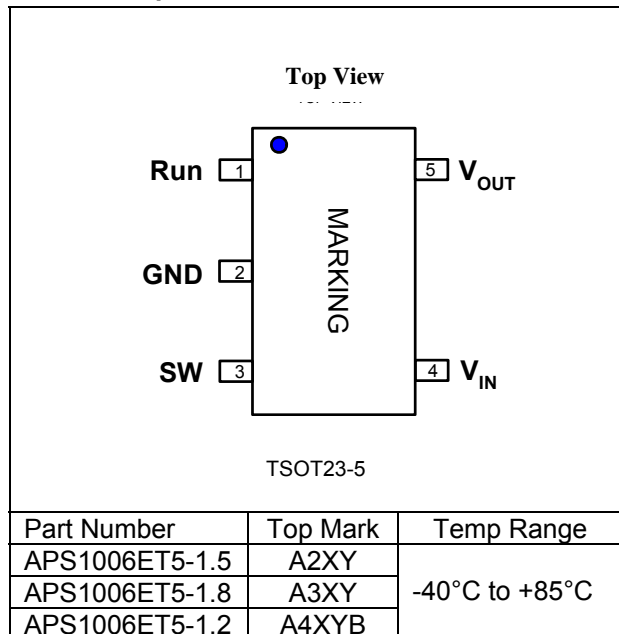 Top View
Run 1
5 VOUT
MARKING
GND 2
SW 3
4 VIN
TSOT23-5
Part Number Top Mark Temp Range
APS1006ET5-1.5 A2XY
-40°C to +85°C
APS1006ET5-1.8 A3XY
APS1006ET5-1.2 A4XYB